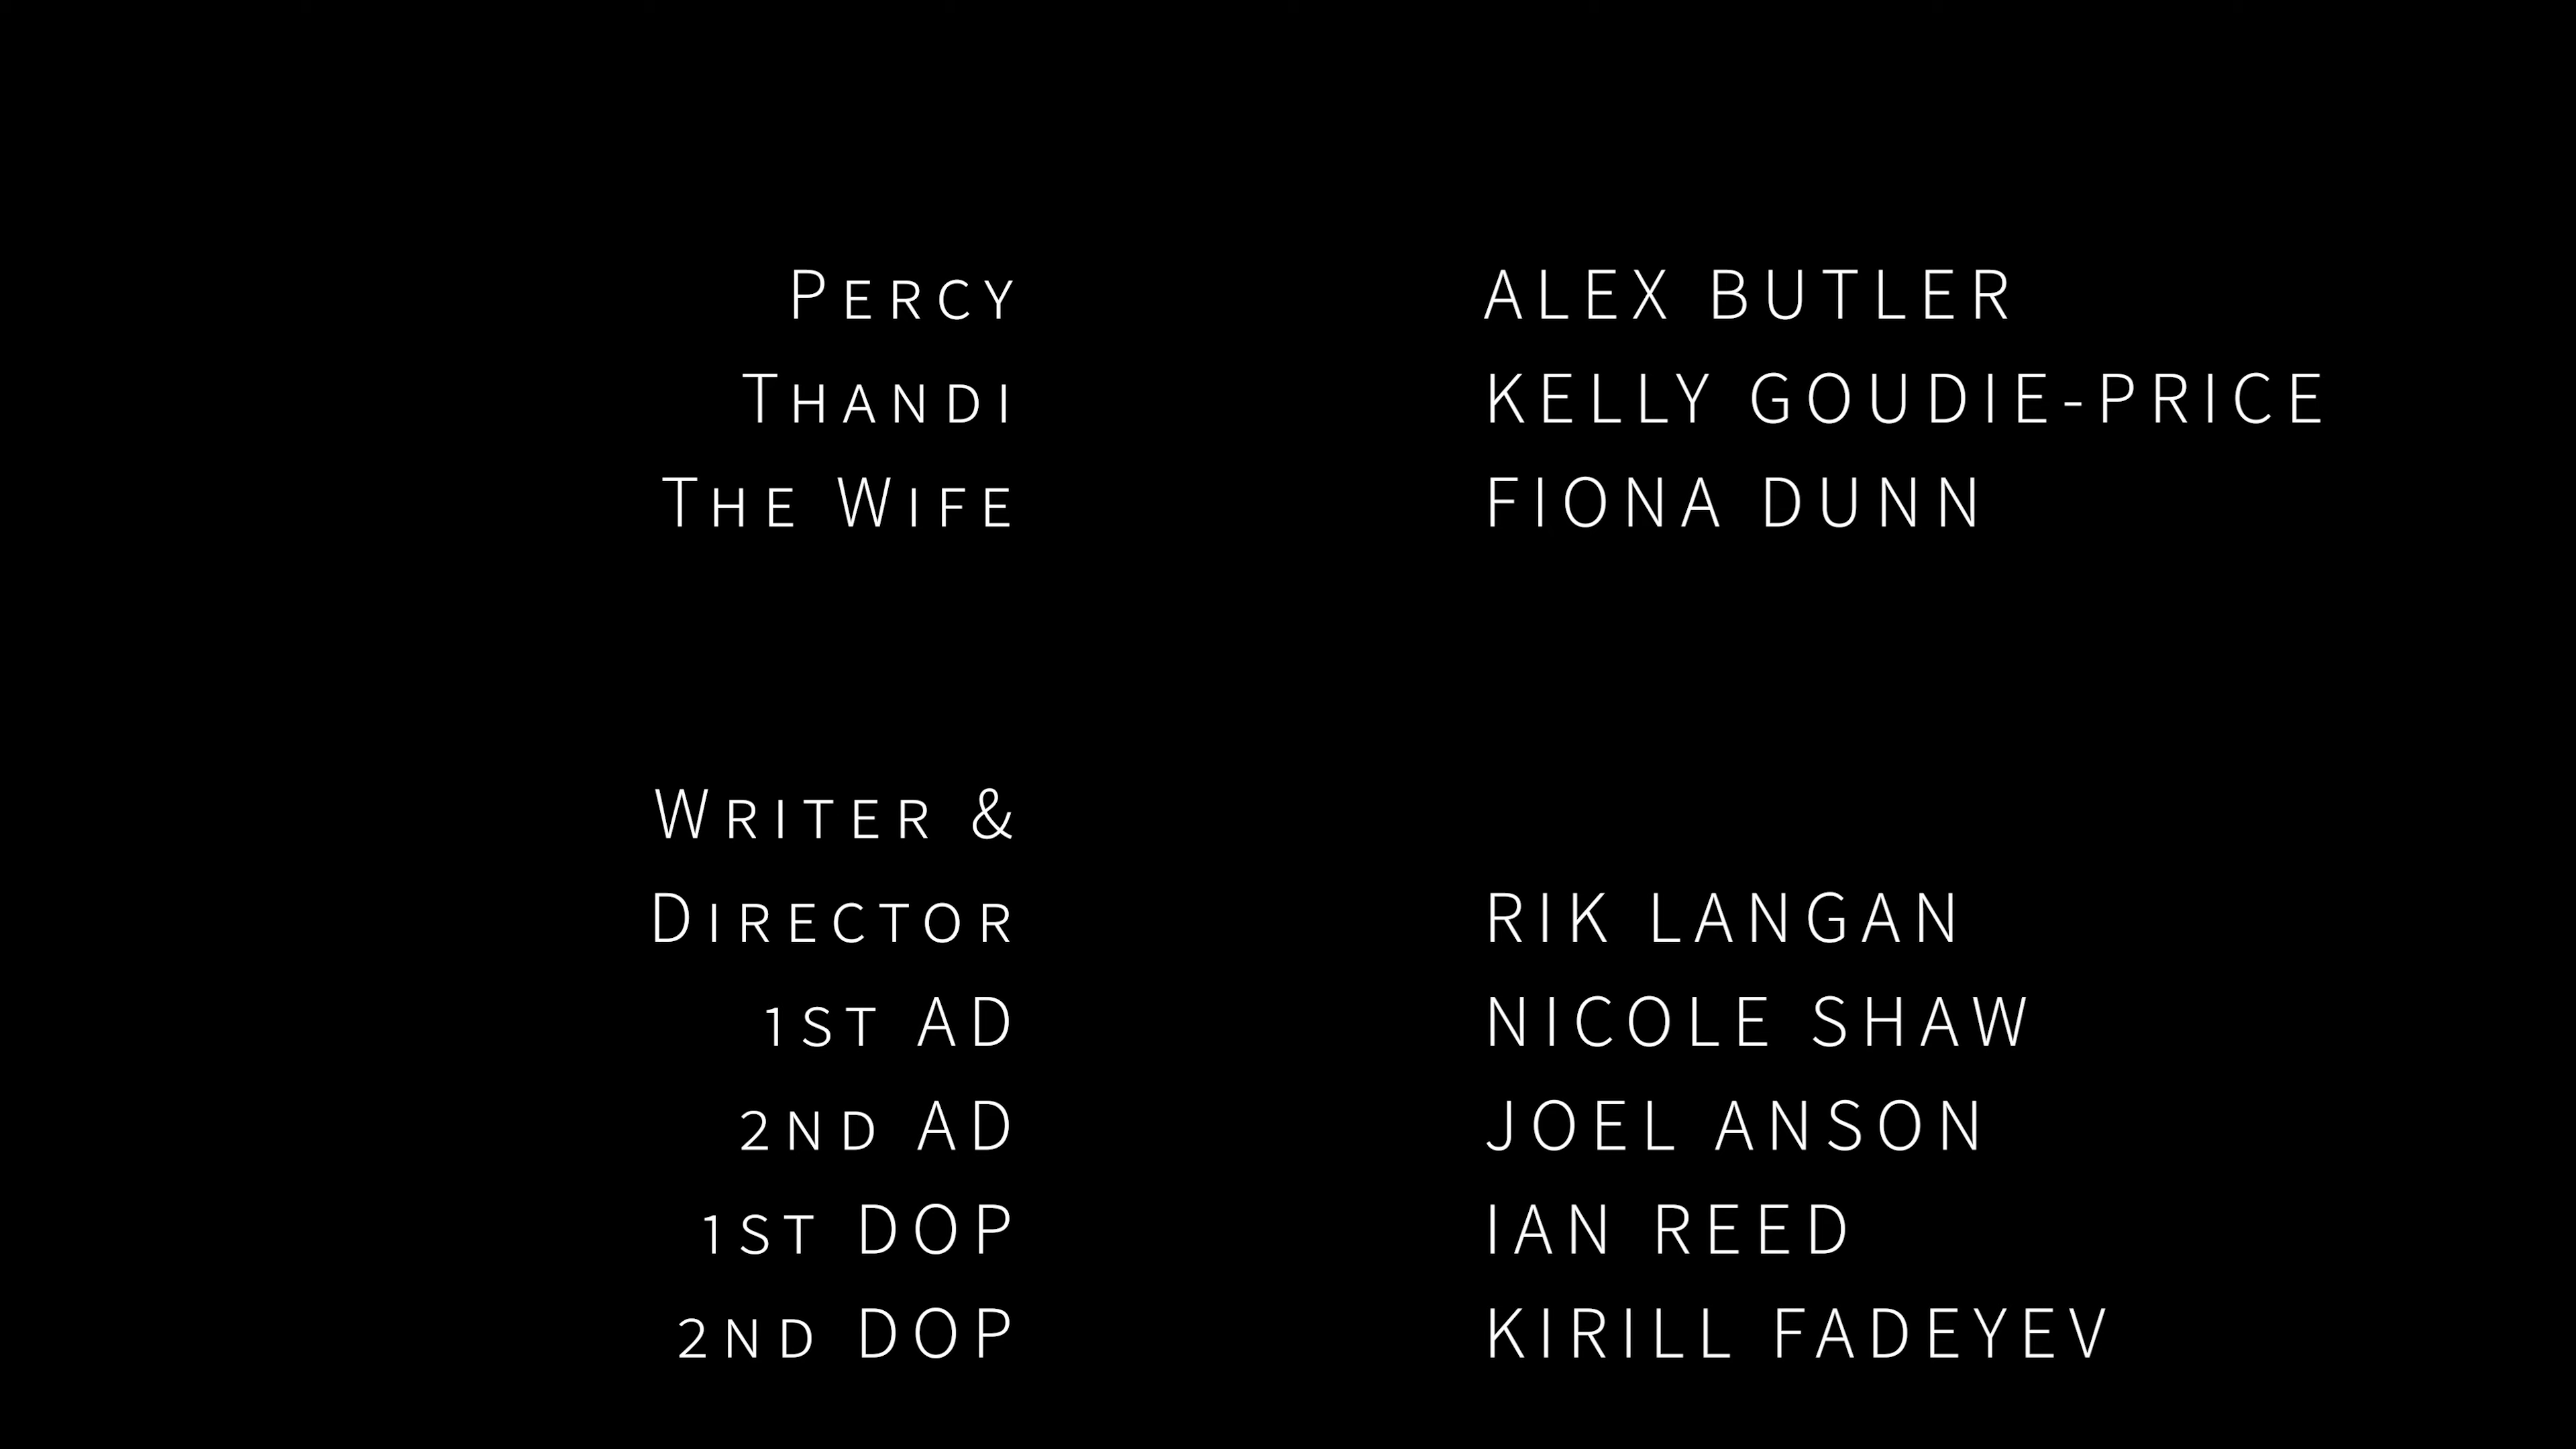 Percy ALEX BUTLER
Thandi KELLY GOUDIE-PRICE
The Wife FIONA DUNN
Writer &
Director RIK LANGAN
1st AD NICOLE SHAW
2nd AD JOEL ANSON
1st DOP IAN REED
2nd DOP KIRILL FADEYEV